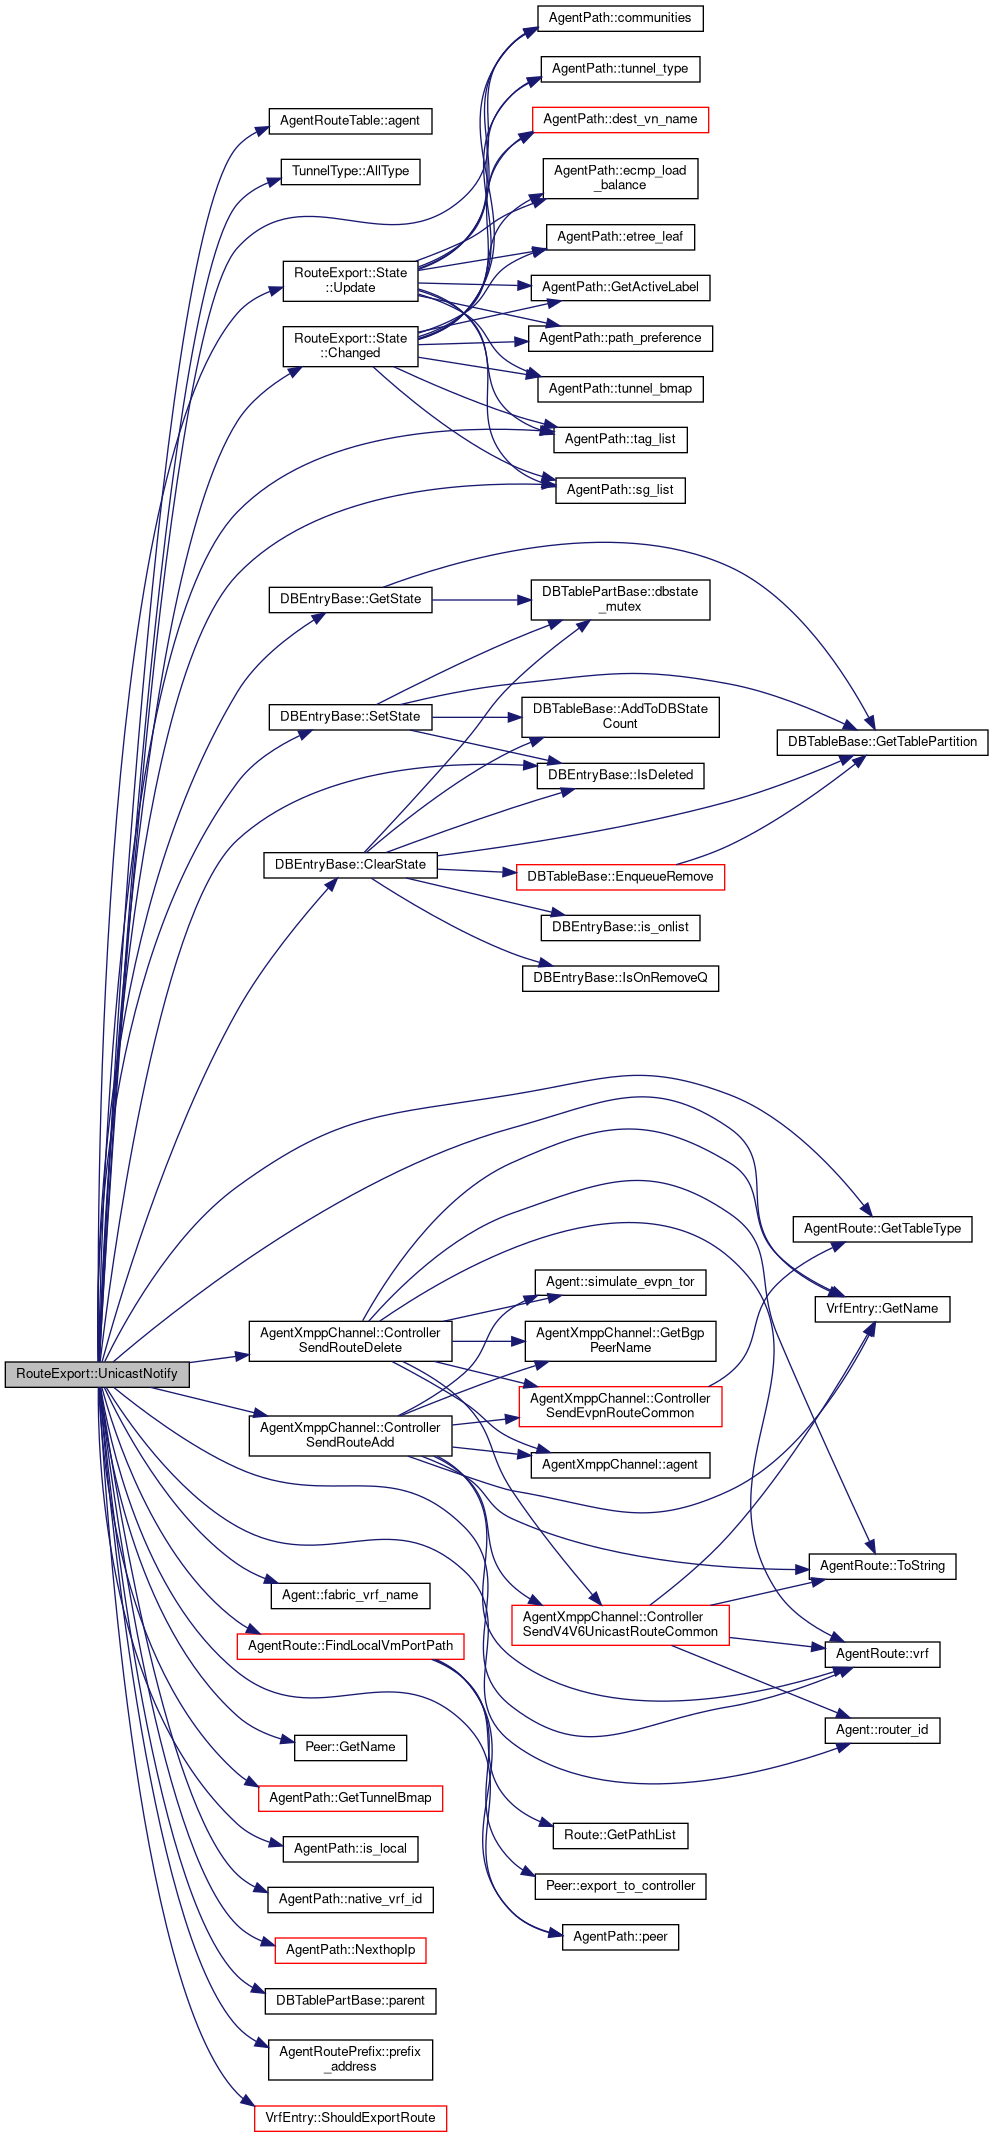 AgentPath::communities
AgentPath::tunnel_type
AgentRouteTable::agent
AgentPath::dest_vn_name
TunnelType::AllType
AgentPath::ecmp_load
_balance
AgentPath::etree_leaf
RouteExport::State
::Update
AgentPath::GetActiveLabel
RouteExport::State
::Changed
AgentPath::path_preference
AgentPath::tunnel_bmap
AgentPath::tag_list
AgentPath::sg_list
DBEntryBase::GetState
DBTablePartBase::dbstate
_mutex
DBEntryBase::SetState
DBTableBase::AddToDBState
Count
DBTableBase::GetTablePartition
DBEntryBase::IsDeleted
DBEntryBase::ClearState
DBTableBase::EnqueueRemove
DBEntryBase::is_onlist
DBEntryBase::IsOnRemoveQ
AgentRoute::GetTableType
Agent::simulate_evpn_tor
VrfEntry::GetName
AgentXmppChannel::Controller
SendRouteDelete
AgentXmppChannel::GetBgp
PeerName
RouteExport::UnicastNotify
AgentXmppChannel::Controller
SendEvpnRouteCommon
AgentXmppChannel::Controller
SendRouteAdd
AgentXmppChannel::agent
AgentRoute::ToString
Agent::fabric_vrf_name
AgentXmppChannel::Controller
SendV4V6UnicastRouteCommon
AgentRoute::FindLocalVmPortPath
AgentRoute::vrf
Agent::router_id
Peer::GetName
AgentPath::GetTunnelBmap
Route::GetPathList
AgentPath::is_local
Peer::export_to_controller
AgentPath::native_vrf_id
AgentPath::peer
AgentPath::NexthopIp
DBTablePartBase::parent
AgentRoutePrefix::prefix
_address
VrfEntry::ShouldExportRoute